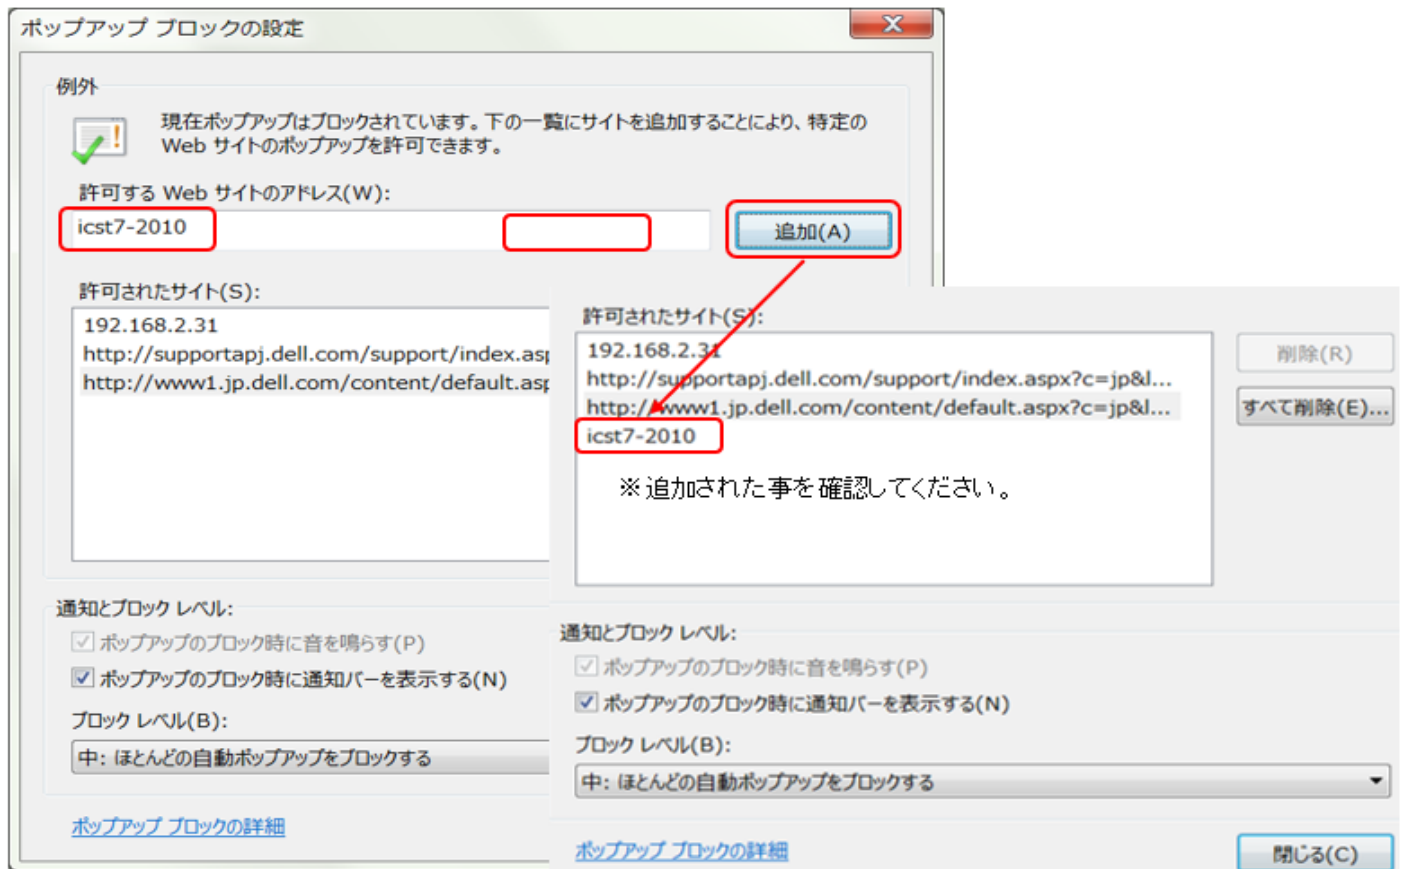 ポップアップ ブロックの設定
例外
現在ポップアップはブロックされています。下の一覧にサイトを追加することにより、特定の
Web サイトのポップアップを許可できます。
許可する Web サイトのアドレス(W):
icst7-2010
追加(A)
許可されたサイト(S):
192.168.2.31
http://supportapj.dell.com/support/index.asp
http://www1.jp.dell.com/content/default.asp
通知とブロック レベル:
ポップアップのブロック時に音を鳴らす(P)
ポップアップのブロック時に通知バーを表示する(N)
ブロック レベル(B):
中: ほとんどの自動ポップアップをブロックする
ポップアップ ブロックの詳細
許可されたサイト(S):
192.168.2.31
http://supportapj.dell.com/support/index.aspx?c=jp&l...
http://www1.jp.dell.com/content/default.aspx?c=jp&l...
icst7-2010
※追加された事を確認してください。
削除(R)
すべて削除(E)...
通知とブロック レベル:
ポップアップのブロック時に音を鳴らす(P)
ポップアップのブロック時に通知バーを表示する(N)
ブロック レベル(B):
中: ほとんどの自動ポップアップをブロックする
ポップアップ ブロックの詳細
閉じる(C)